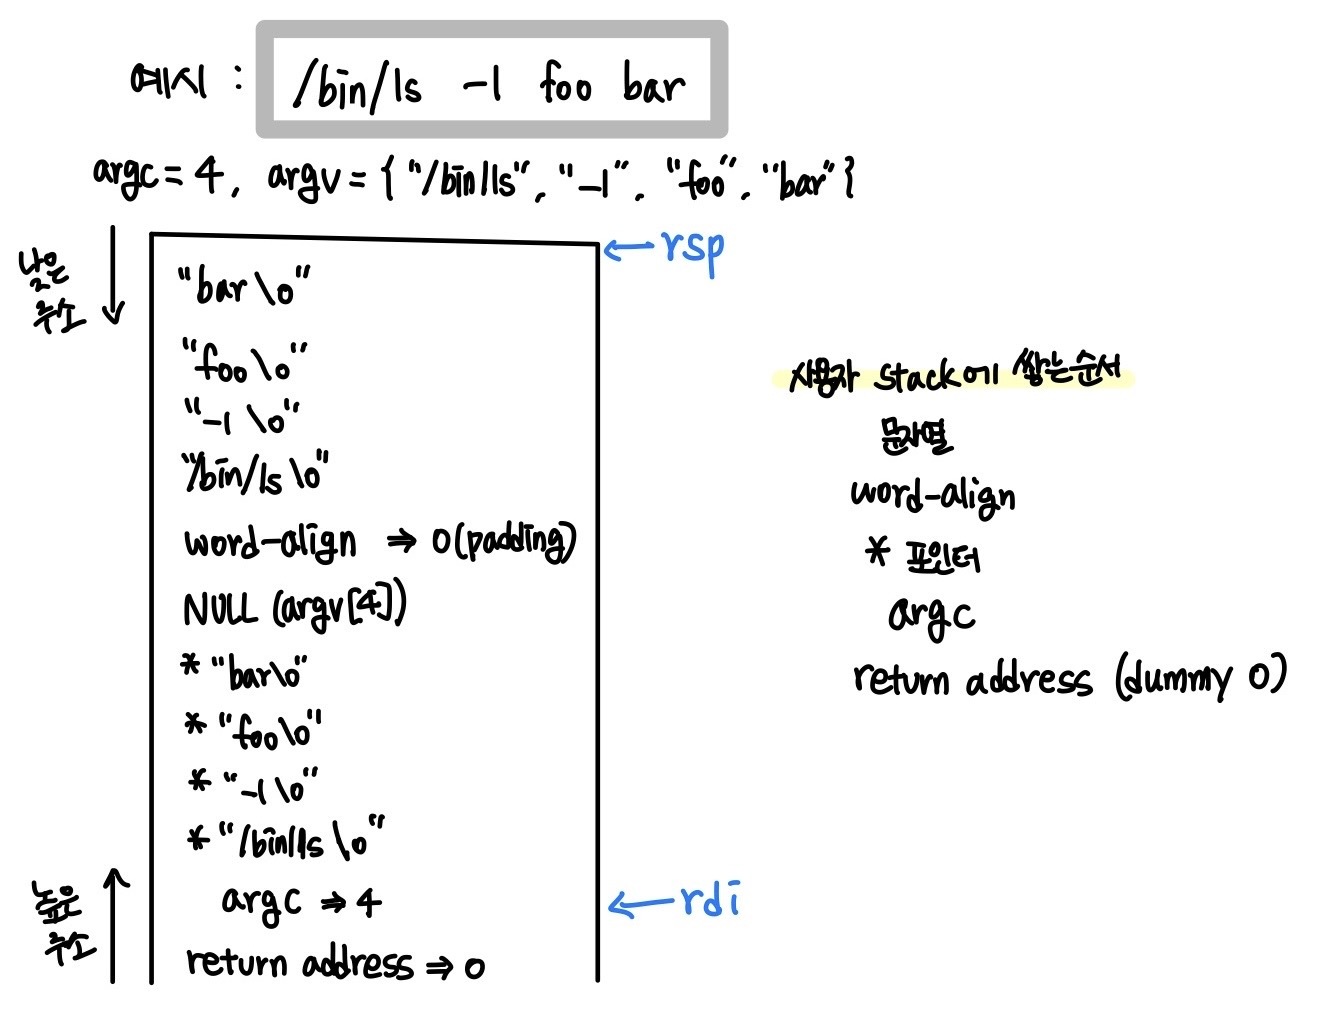 예시 : /bin/ls -l foo bar
argc = 4, argv = { "/bin/ls", "-l", "foo", "bar" }
낮은
주소
← rsp
"bar\0"
"foo\0"
"-l\0"
"/bin/ls\0"
word-align ⇒ 0(padding)
NULL (argv[4])
* "bar\0"
* "foo\0"
* "-l\0"
* "/bin/ls\0"
argc ⇒ 4
return address ⇒ 0
높은
주소
← rdi
사용자 stack에 쌓는순서
문자열
word-align
* 포인터
argc
return address (dummy 0)